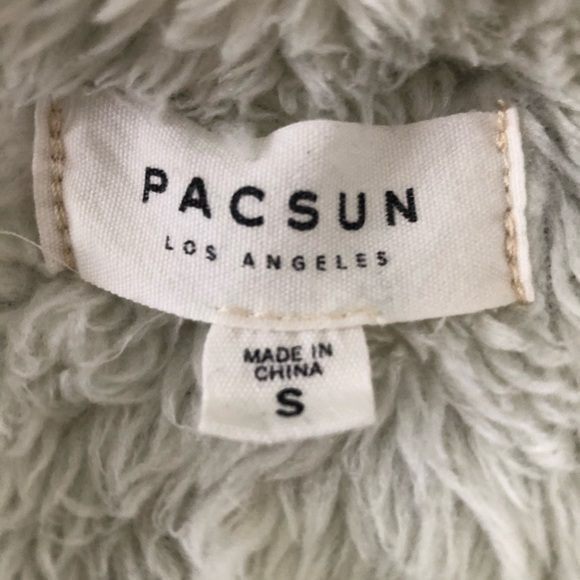 PACSUN
LOS ANGELES
MADE IN
CHINA
S